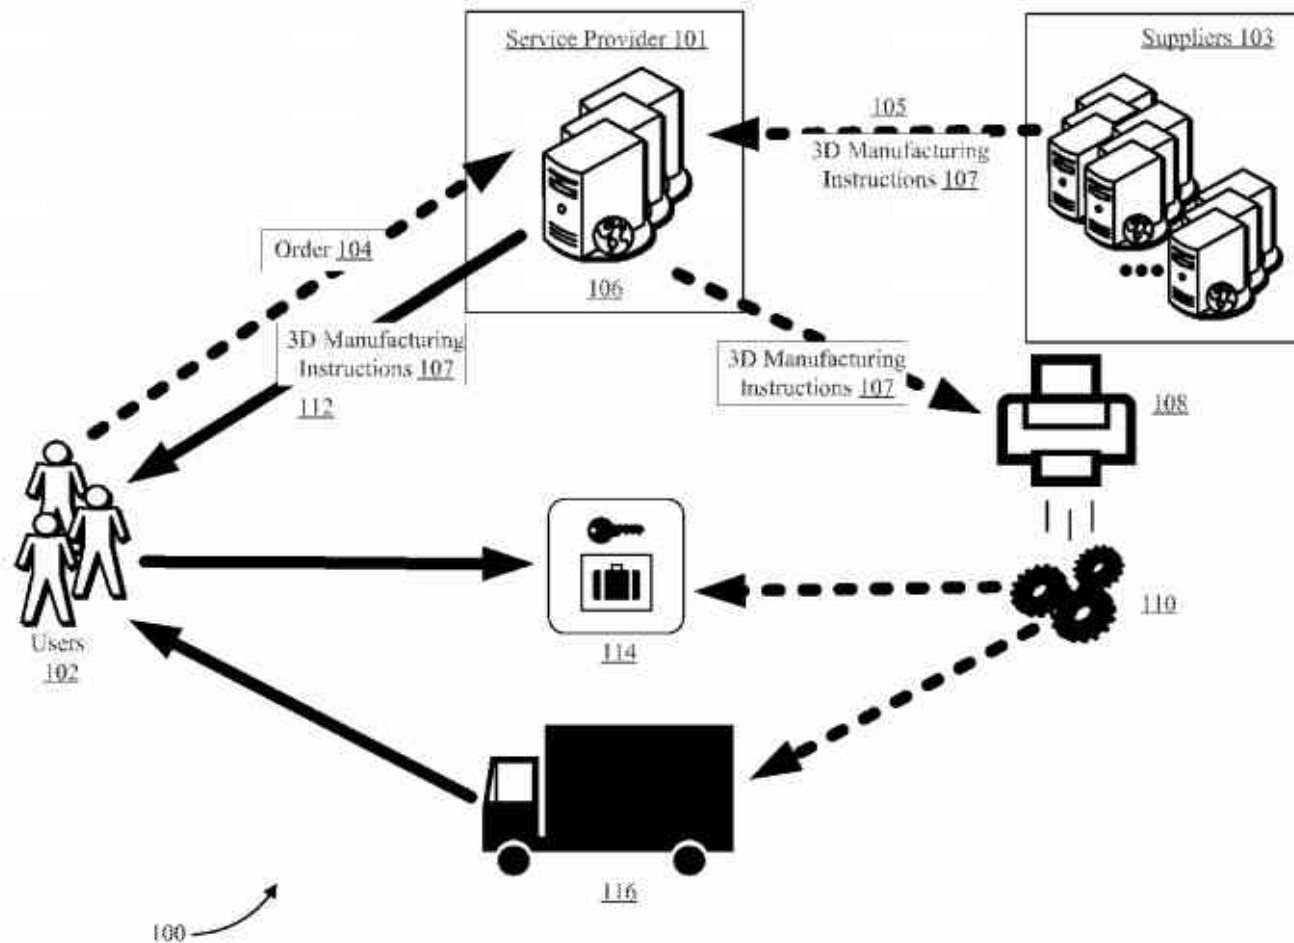 Service Provider 101
Suppliers 103
105
3D Manufacturing
Instructions 107
Order 104
106
3D Manufacturing
Instructions 107
112
3D Manufacturing
Instructions 107
108
Users
102
114
110
116
100